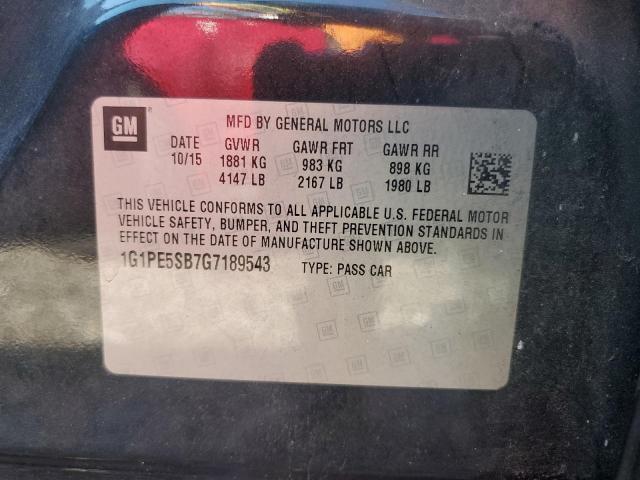 GM
MFD BY GENERAL MOTORS LLC
DATE GVWR GAWR FRT GAWR RR
10/15 1881 KG 983 KG 898 KG
4147 LB 2167 LB 1980 LB
THIS VEHICLE CONFORMS TO ALL APPLICABLE U.S. FEDERAL MOTOR
VEHICLE SAFETY, BUMPER, AND THEFT PREVENTION STANDARDS IN
EFFECT ON THE DATE OF MANUFACTURE SHOWN ABOVE.
1G1PE5SB7G7189543 TYPE: PASS CAR